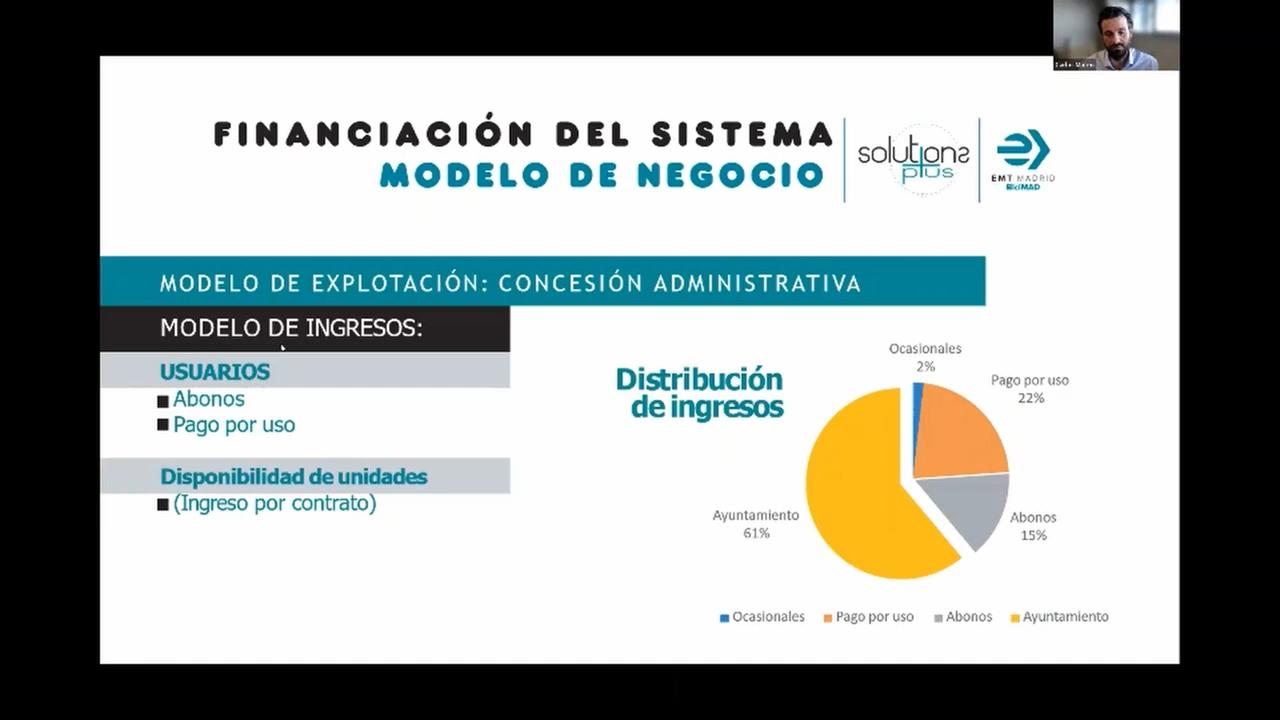 FINANCIACIÓN DEL SISTEMA
MODELO DE NEGOCIO
solutions
plus
EMT MADRID
BiciMAD
MODELO DE EXPLOTACIÓN: CONCESIÓN ADMINISTRATIVA
MODELO DE INGRESOS:
USUARIOS
Abonos
Pago por uso
Disponibilidad de unidades
(Ingreso por contrato)
Distribución
de ingresos
Ocasionales
2%
Pago por uso
22%
Abonos
15%
Ayuntamiento
61%
Ocasionales Pago por uso Abonos Ayuntamiento